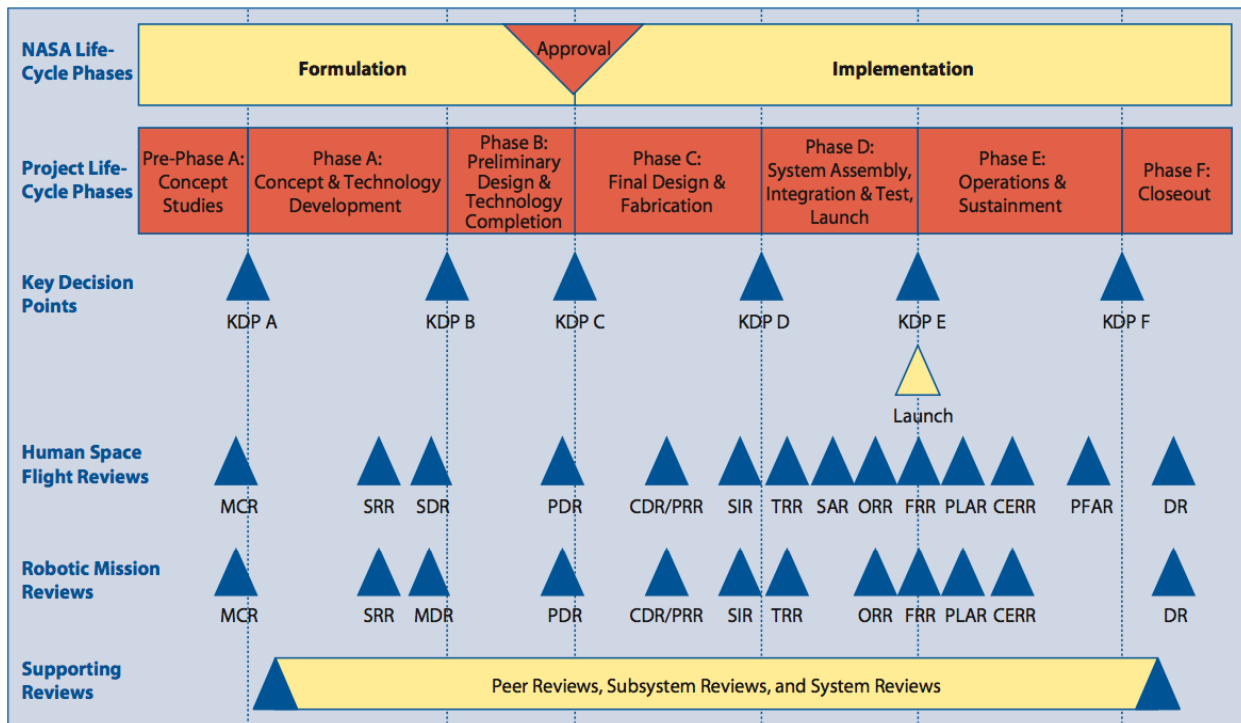 NASA Life-
Cycle Phases
Formulation
Approval
Implementation
Project Life-
Cycle Phases
Pre-Phase A:
Concept
Studies
Phase A:
Concept & Technology
Development
Phase B:
Preliminary
Design &
Technology
Completion
Phase C:
Final Design &
Fabrication
Phase D:
System Assembly,
Integration & Test,
Launch
Phase E:
Operations &
Sustainment
Phase F:
Closeout
Key Decision
Points
KDP A
KDP B
KDP C
KDP D
KDP E
KDP F
Launch
Human Space
Flight Reviews
MCR
SRR
SDR
PDR
CDR/PRR
SIR
TRR
SAR
ORR
FRR
PLAR
CERR
PFAR
DR
Robotic Mission
Reviews
MCR
SRR
MDR
PDR
CDR/PRR
SIR
TRR
ORR
FRR
PLAR
CERR
DR
Supporting
Reviews
Peer Reviews, Subsystem Reviews, and System Reviews